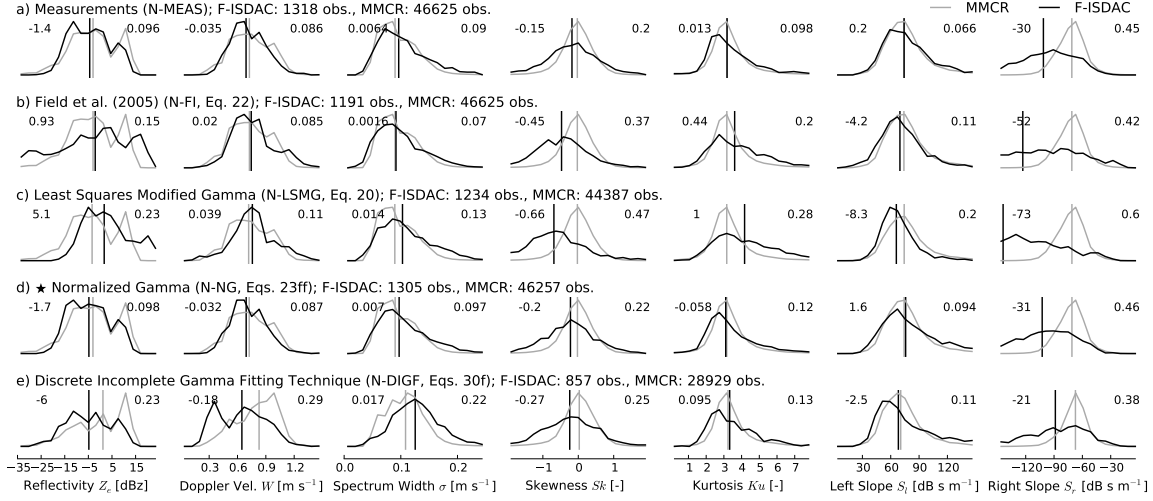 a) Measurements (N-MEAS); F-ISDAC: 1318 obs., MMCR: 46625 obs.
MMCR F-ISDAC
-1.4 0.096 -0.035 0.086 0.0064 0.09 -0.15 0.2 0.013 0.098 0.2 0.066 -30 0.45
b) Field et al. (2005) (N-FI, Eq. 22); F-ISDAC: 1191 obs., MMCR: 46625 obs.
0.93 0.15 0.02 0.085 0.0016 0.07 -0.45 0.37 0.44 0.2 -4.2 0.11 -52 0.42
c) Least Squares Modified Gamma (N-LSMG, Eq. 20); F-ISDAC: 1234 obs., MMCR: 44387 obs.
5.1 0.23 0.039 0.11 0.014 0.13 -0.66 0.47 1 0.28 -8.3 0.2 -73 0.6
d) ★ Normalized Gamma (N-NG, Eqs. 23ff); F-ISDAC: 1305 obs., MMCR: 46257 obs.
-1.7 0.098 -0.032 0.087 0.007 0.097 -0.2 0.22 -0.058 0.12 1.6 0.094 -31 0.46
e) Discrete Incomplete Gamma Fitting Technique (N-DIGF, Eqs. 30f); F-ISDAC: 857 obs., MMCR: 28929 obs.
-6 0.23 -0.18 0.29 0.017 0.22 -0.27 0.25 0.095 0.13 -2.5 0.11 -21 0.38
−35 −25 −15 −5 5 15 0.3 0.6 0.9 1.2 0.0 0.1 0.2 −1 0 1 1 2 3 4 5 6 7 30 60 90 120 −120 −90 −60 −30
Reflectivity Zₑ [dBz] Doppler Vel. W [m s⁻¹] Spectrum Width σ [m s⁻¹] Skewness Sk [-] Kurtosis Ku [-] Left Slope Sₗ [dB s m⁻¹] Right Slope Sᵣ [dB s m⁻¹]